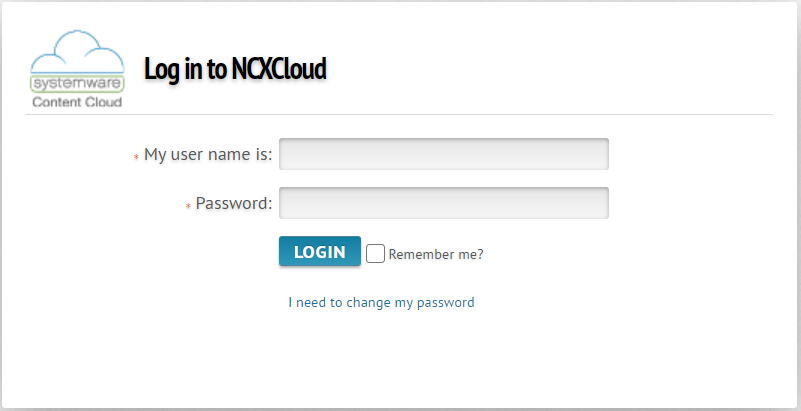 systemware
Content Cloud
Log in to NCXCloud
* My user name is:
* Password:
LOGIN
Remember me?
I need to change my password